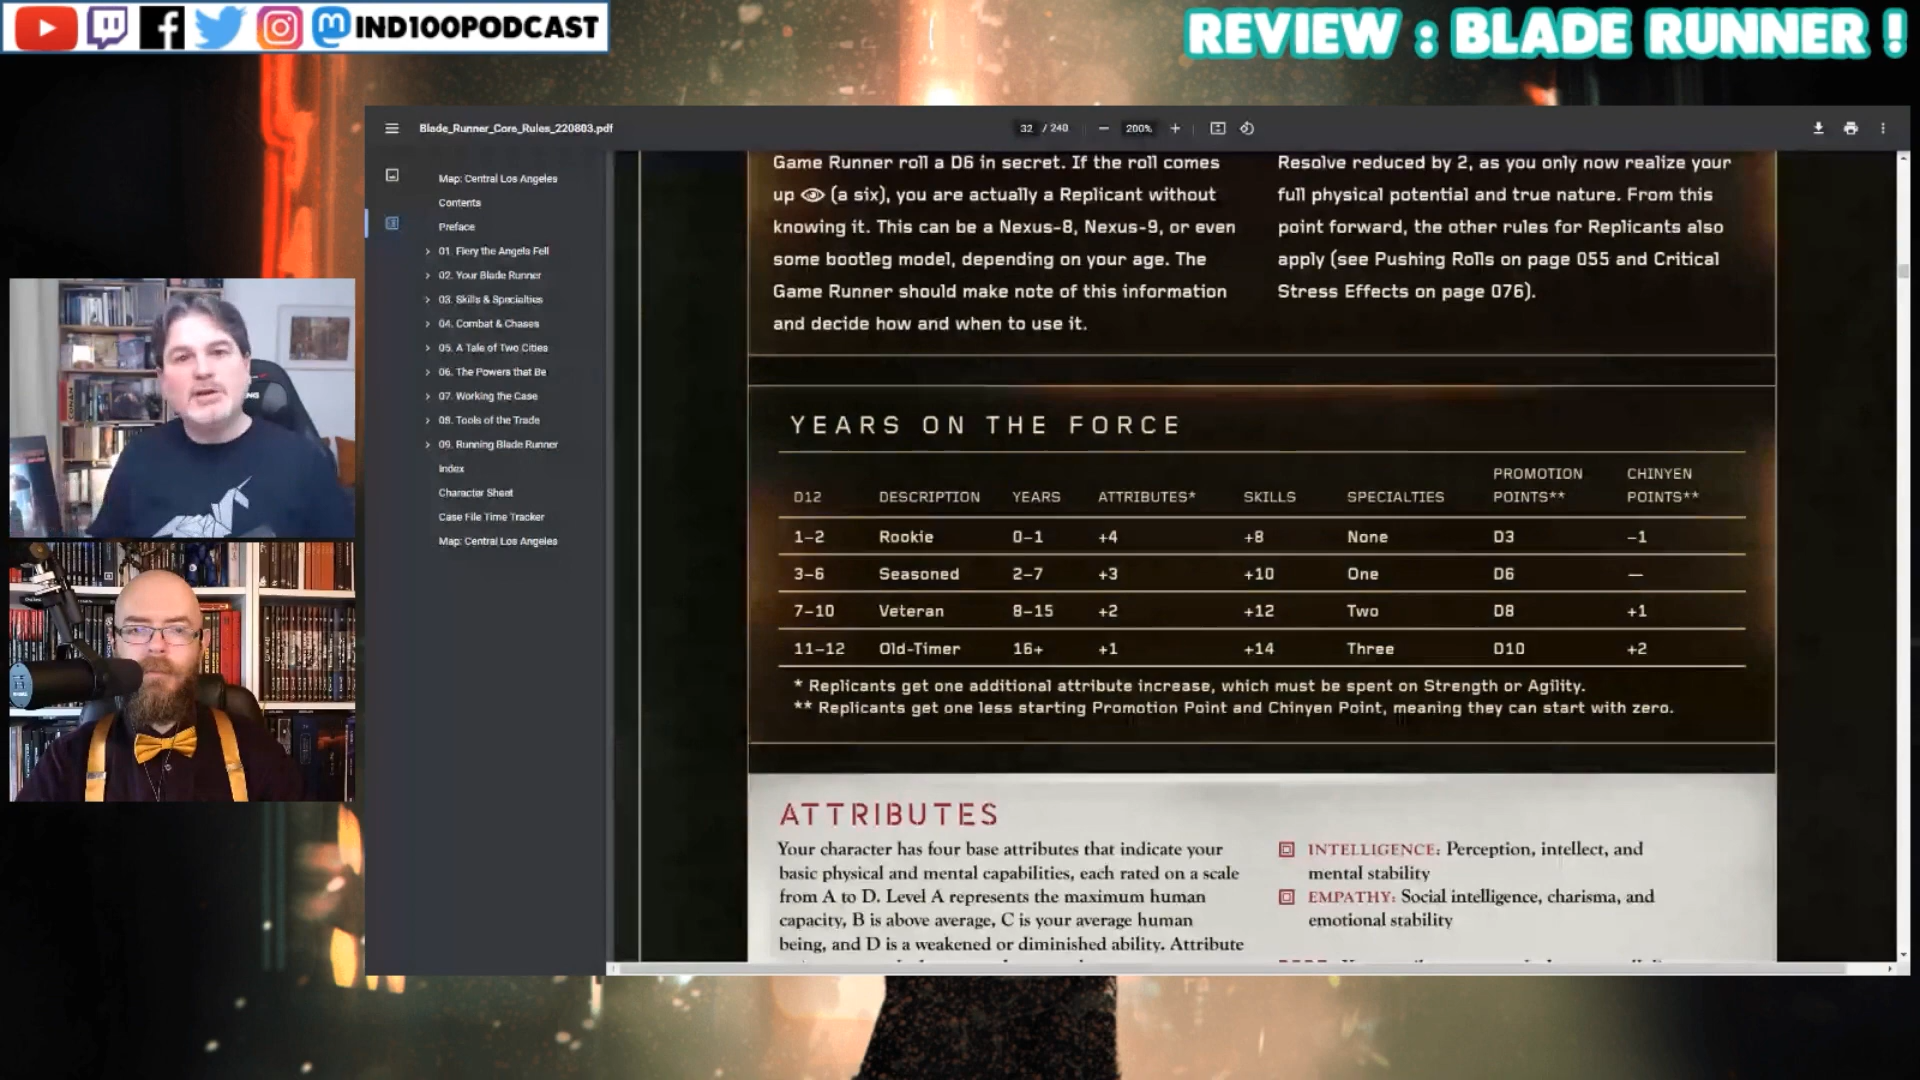 IND100PODCAST
REVIEW : BLADE RUNNER !
Blade_Runner_Core_Rules_220803.pdf
32 / 240
200%
Map: Central Los Angeles
Contents
Preface
01. Fiery the Angels Fell
02. Your Blade Runner
03. Skills & Specialties
04. Combat & Chases
05. A Tale of Two Cities
06. The Powers that Be
07. Working the Case
08. Tools of the Trade
09. Running Blade Runner
Index
Character Sheet
Case File Time Tracker
Map: Central Los Angeles
Game Runner roll a D6 in secret. If the roll comes
up (a six), you are actually a Replicant without
knowing it. This can be a Nexus-8, Nexus-9, or even
some bootleg model, depending on your age. The
Game Runner should make note of this information
and decide how and when to use it.
Resolve reduced by 2, as you only now realize your
full physical potential and true nature. From this
point forward, the other rules for Replicants also
apply (see Pushing Rolls on page 055 and Critical
Stress Effects on page 076).
YEARS ON THE FORCE
D12 DESCRIPTION YEARS ATTRIBUTES* SKILLS SPECIALTIES PROMOTION POINTS** CHINYEN POINTS**
1–2 Rookie 0–1 +4 +8 None D3 –1
3–6 Seasoned 2–7 +3 +10 One D6 —
7–10 Veteran 8–15 +2 +12 Two D8 +1
11–12 Old-Timer 16+ +1 +14 Three D10 +2
* Replicants get one additional attribute increase, which must be spent on Strength or Agility.
** Replicants get one less starting Promotion Point and Chinyen Point, meaning they can start with zero.
ATTRIBUTES
Your character has four base attributes that indicate your
basic physical and mental capabilities, each rated on a scale
from A to D. Level A represents the maximum human
capacity, B is above average, C is your average human
being, and D is a weakened or diminished ability. Attribute
INTELLIGENCE: Perception, intellect, and
mental stability
EMPATHY: Social intelligence, charisma, and
emotional stability